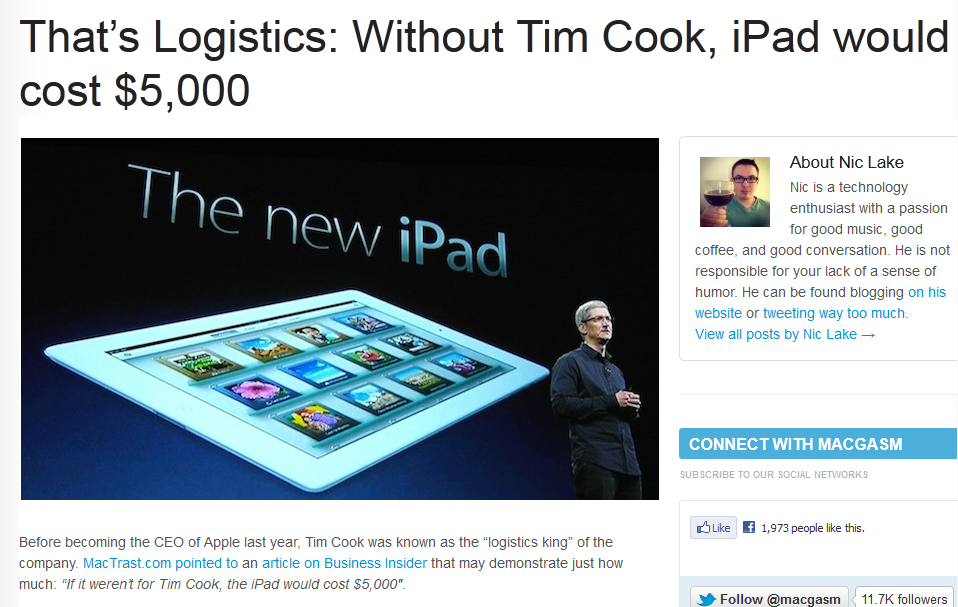 That’s Logistics: Without Tim Cook, iPad would
cost $5,000
The new iPad
Before becoming the CEO of Apple last year, Tim Cook was known as the “logistics king” of the
company. MacTrast.com pointed to an article on Business Insider that may demonstrate just how
much: “If it weren’t for Tim Cook, the iPad would cost $5,000″.
About Nic Lake
Nic is a technology
enthusiast with a passion
for good music, good
coffee, and good conversation. He is not
responsible for your lack of a sense of
humor. He can be found blogging on his
website or tweeting way too much.
View all posts by Nic Lake →
CONNECT WITH MACGASM
SUBSCRIBE TO OUR SOCIAL NETWORKS
Like 1,973 people like this.
Follow @macgasm 11.7K followers